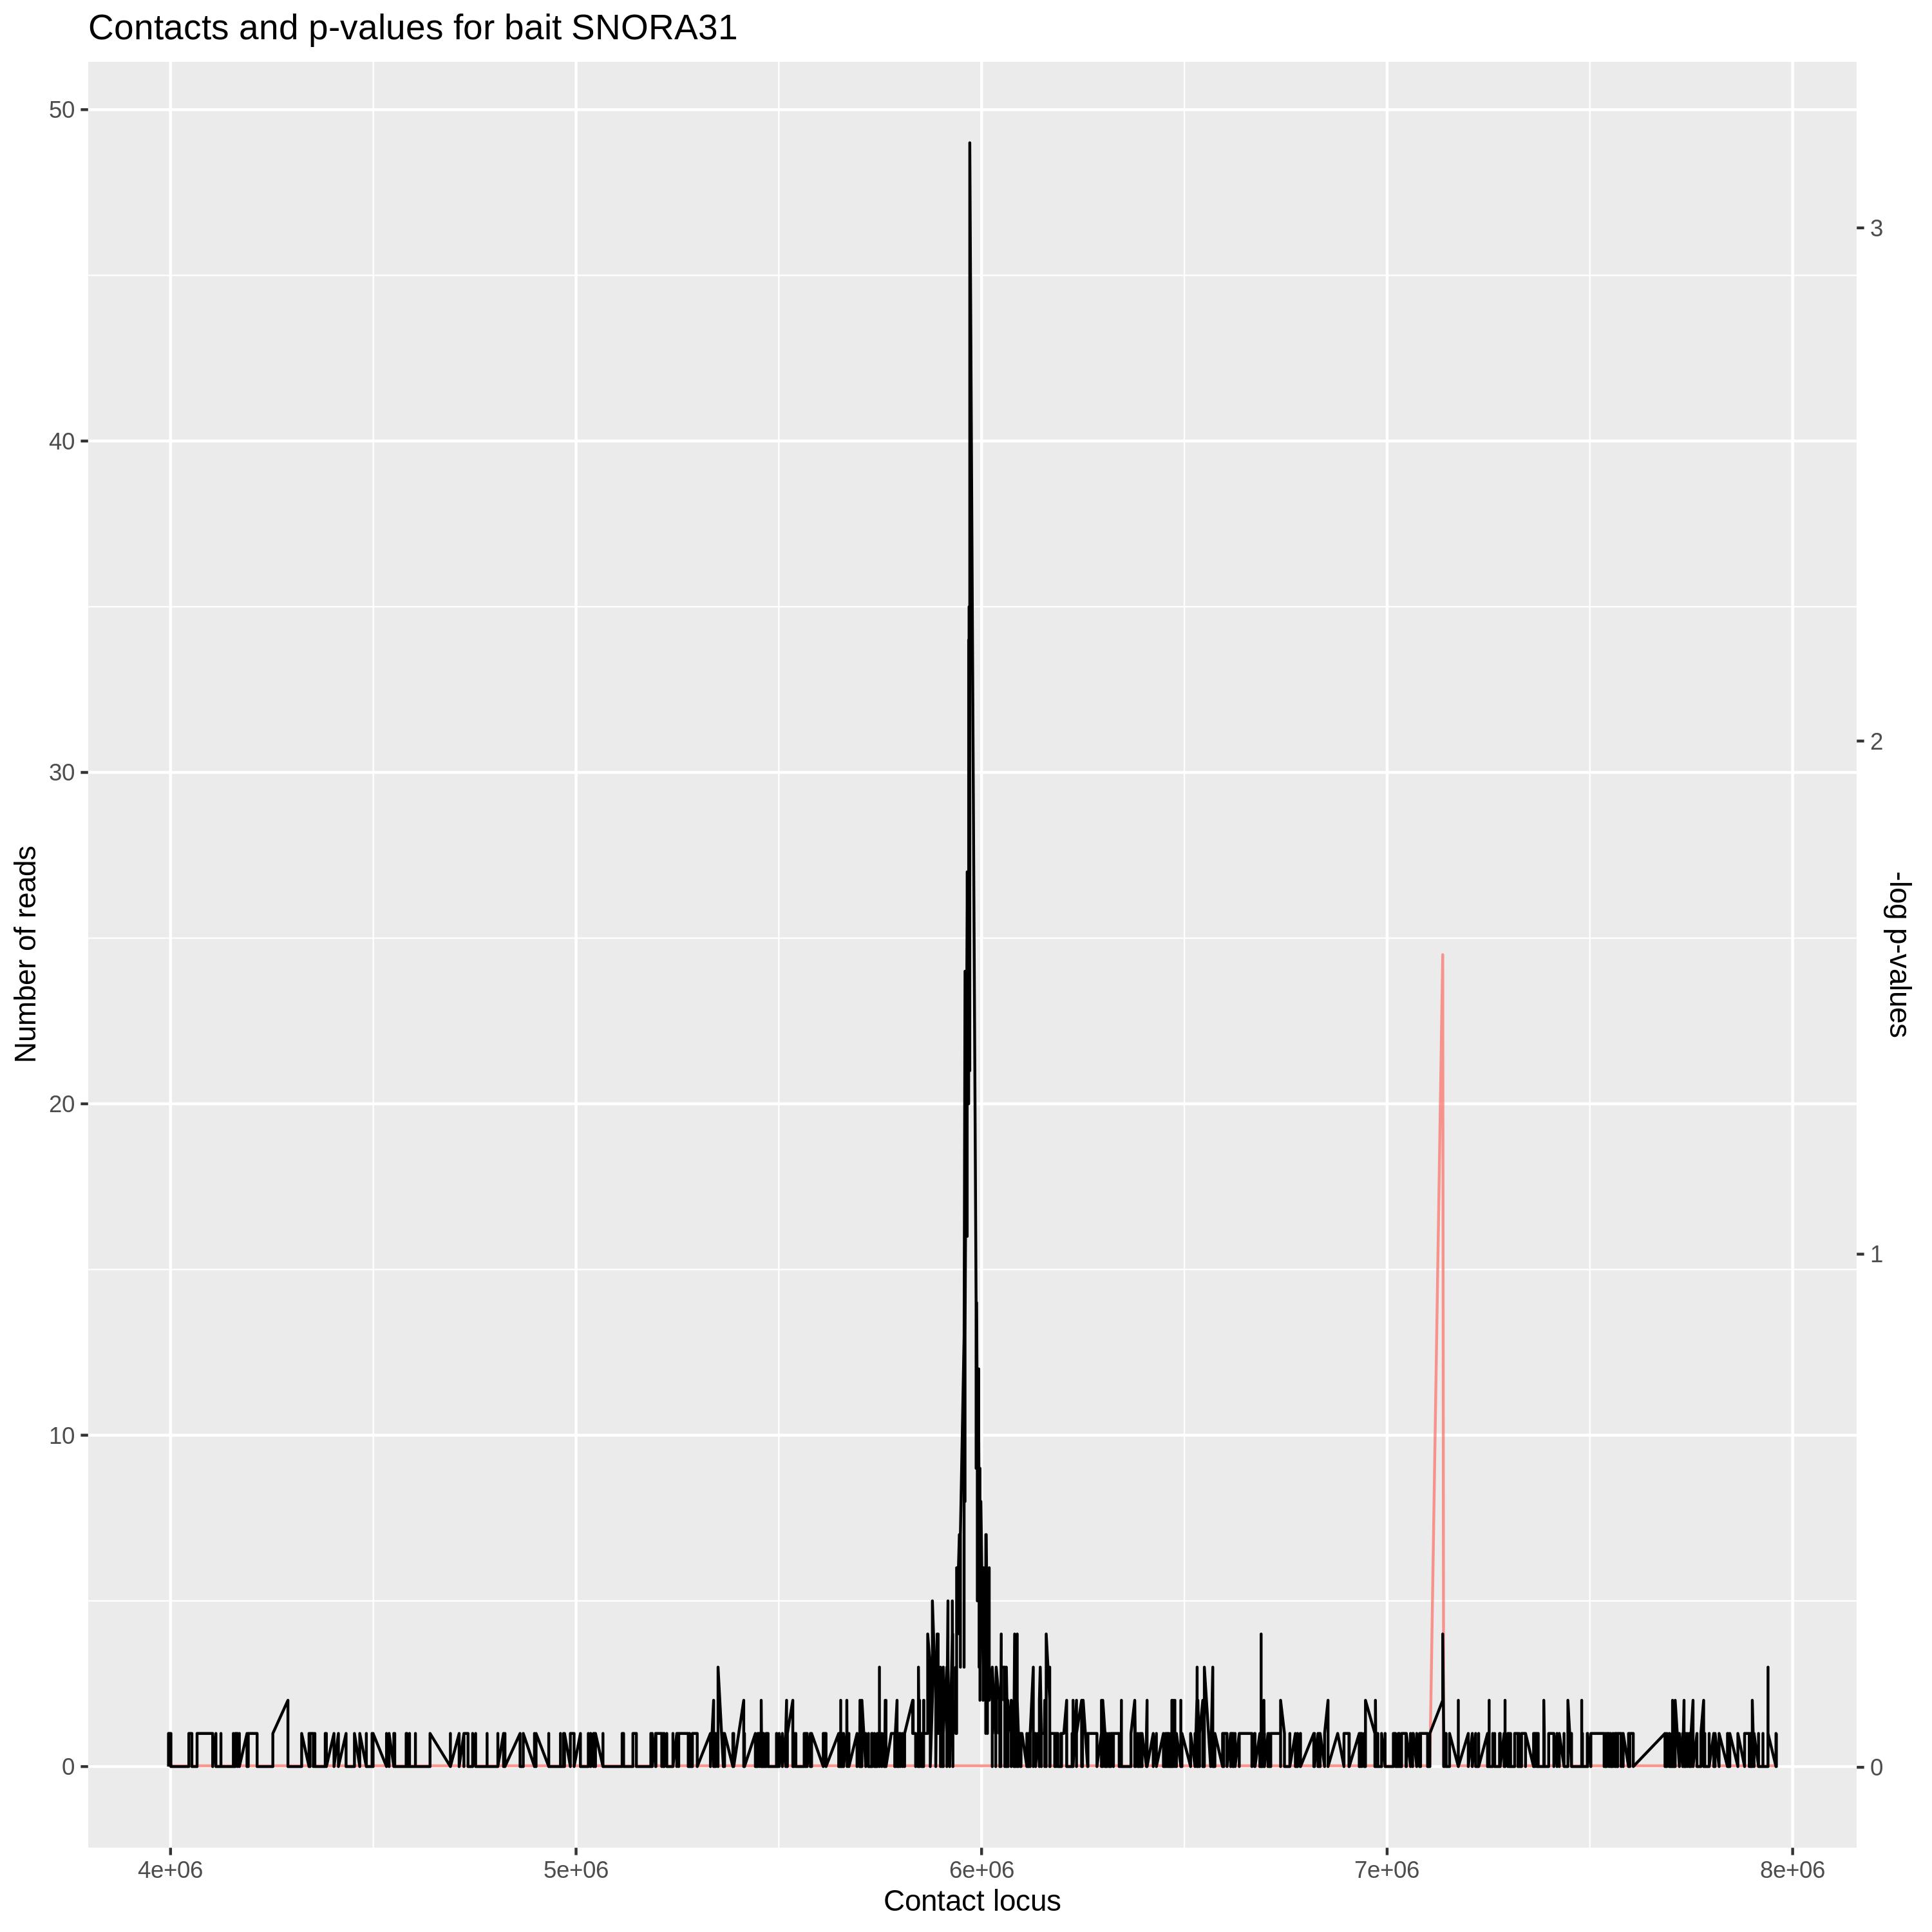 Contacts and p-values for bait SNORA31
50
40
30
20
10
0
Number of reads
3
2
1
0
-log p-values
4e+06 5e+06 6e+06 7e+06 8e+06
Contact locus